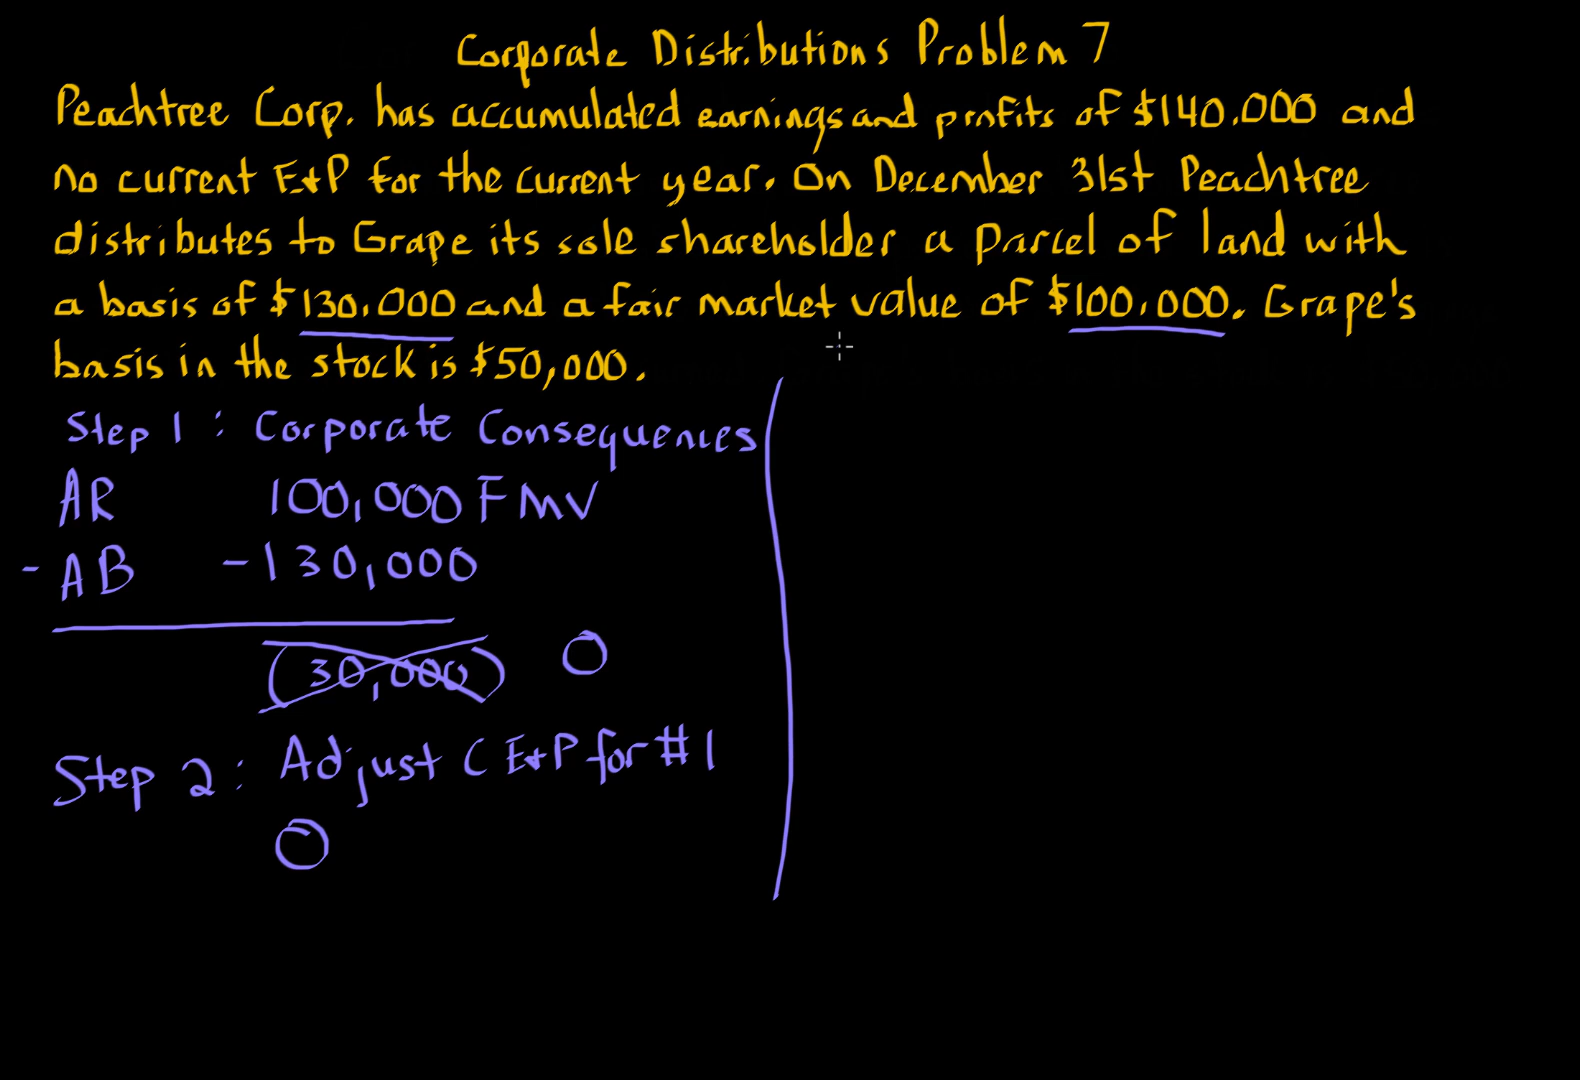 Corporate Distributions Problem 7
Peachtree Corp. has accumulated earnings and profits of $140,000 and
no current E+P for the current year. On December 31st Peachtree
distributes to Grape its sole shareholder a parcel of land with
a basis of $130,000 and a fair market value of $100,000. Grape's
basis in the stock is $50,000.
Step 1: Corporate Consequences
AR 100,000 FMV
- AB -130,000
(30,000) 0
Step 2: Adjust C E+P for #1
0